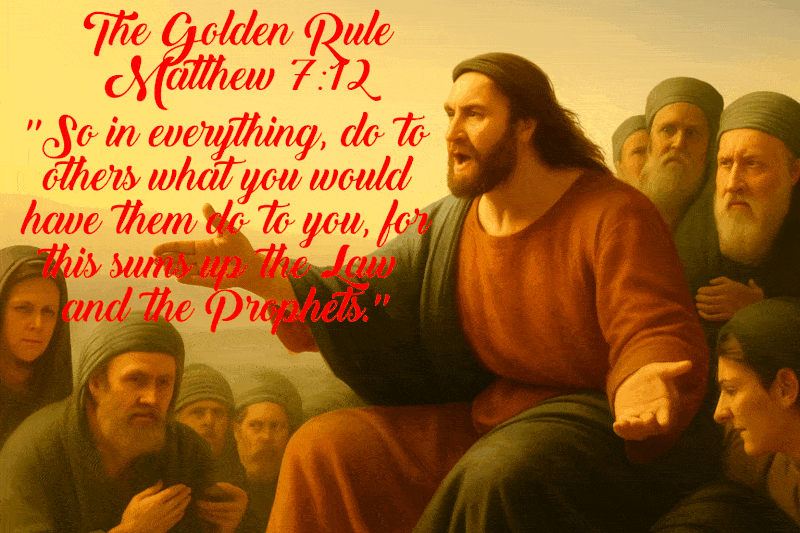 The Golden Rule
Matthew 7:12
"So in everything, do to
others what you would
have them do to you, for
this sums up the Law
and the Prophets."